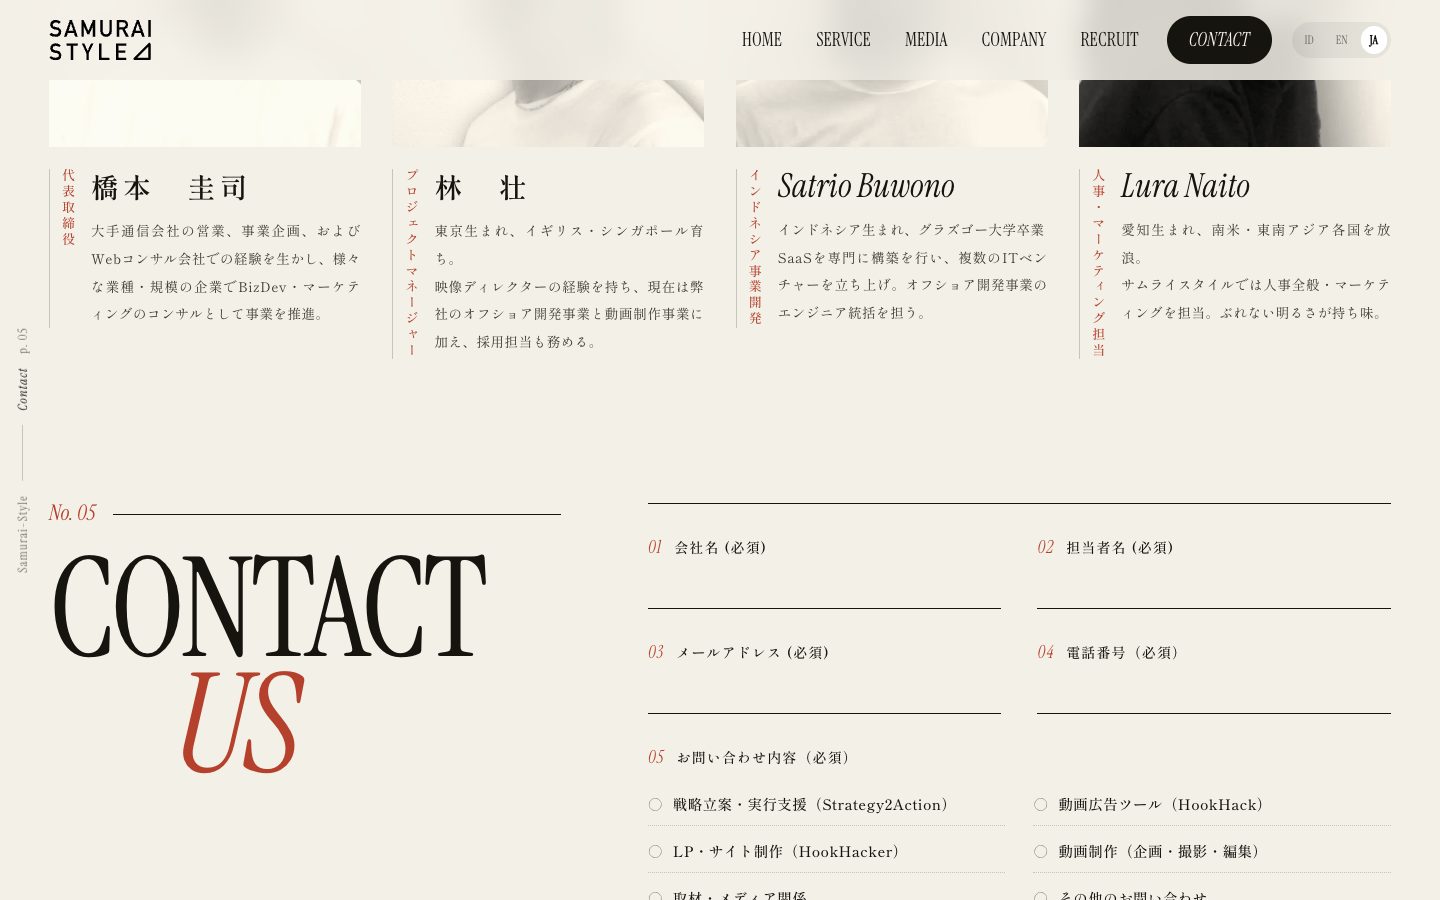 SAMURAI
STYLE
HOME
SERVICE
MEDIA
COMPANY
RECRUIT
CONTACT
ID
EN
JA
代表取締役
橋本　圭司
大手通信会社の営業、事業企画、および
Webコンサル会社での経験を生かし、様々
な業種・規模の企業でBizDev・マーケテ
ィングのコンサルとして事業を推進。
プロジェクトマネージャー
林　壮
東京生まれ、イギリス・シンガポール育
ち。
映像ディレクターの経験を持ち、現在は弊
社のオフショア開発事業と動画制作事業に
加え、採用担当も務める。
インドネシア事業開発
Satrio Buwono
インドネシア生まれ、グラズゴー大学卒業
SaaSを専門に構築を行い、複数のITベン
チャーを立ち上げ。オフショア開発事業の
エンジニア統括を担う。
人事・マーケティング担当
Lura Naito
愛知生まれ、南米・東南アジア各国を放
浪。
サムライスタイルでは人事全般・マーケテ
ィングを担当。ぶれない明るさが持ち味。
Samurai-Style
Contact
p. 05
No. 05
CONTACT
US
01 会社名 (必須)
02 担当者名 (必須)
03 メールアドレス (必須)
04 電話番号（必須）
05 お問い合わせ内容（必須）
戦略立案・実行支援（Strategy2Action）
動画広告ツール（HookHack）
LP・サイト制作（HookHacker）
動画制作（企画・撮影・編集）
取材・メディア関係
その他のお問い合わせ